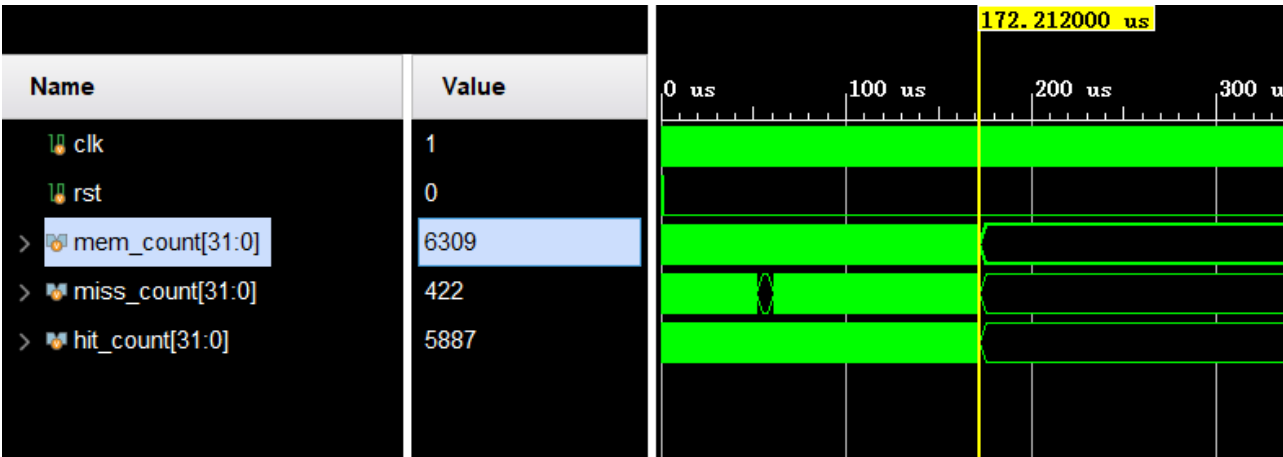 172.212000 us
Name Value 0 us 100 us 200 us 300 u
clk 1
rst 0
mem_count[31:0] 6309
miss_count[31:0] 422
hit_count[31:0] 5887